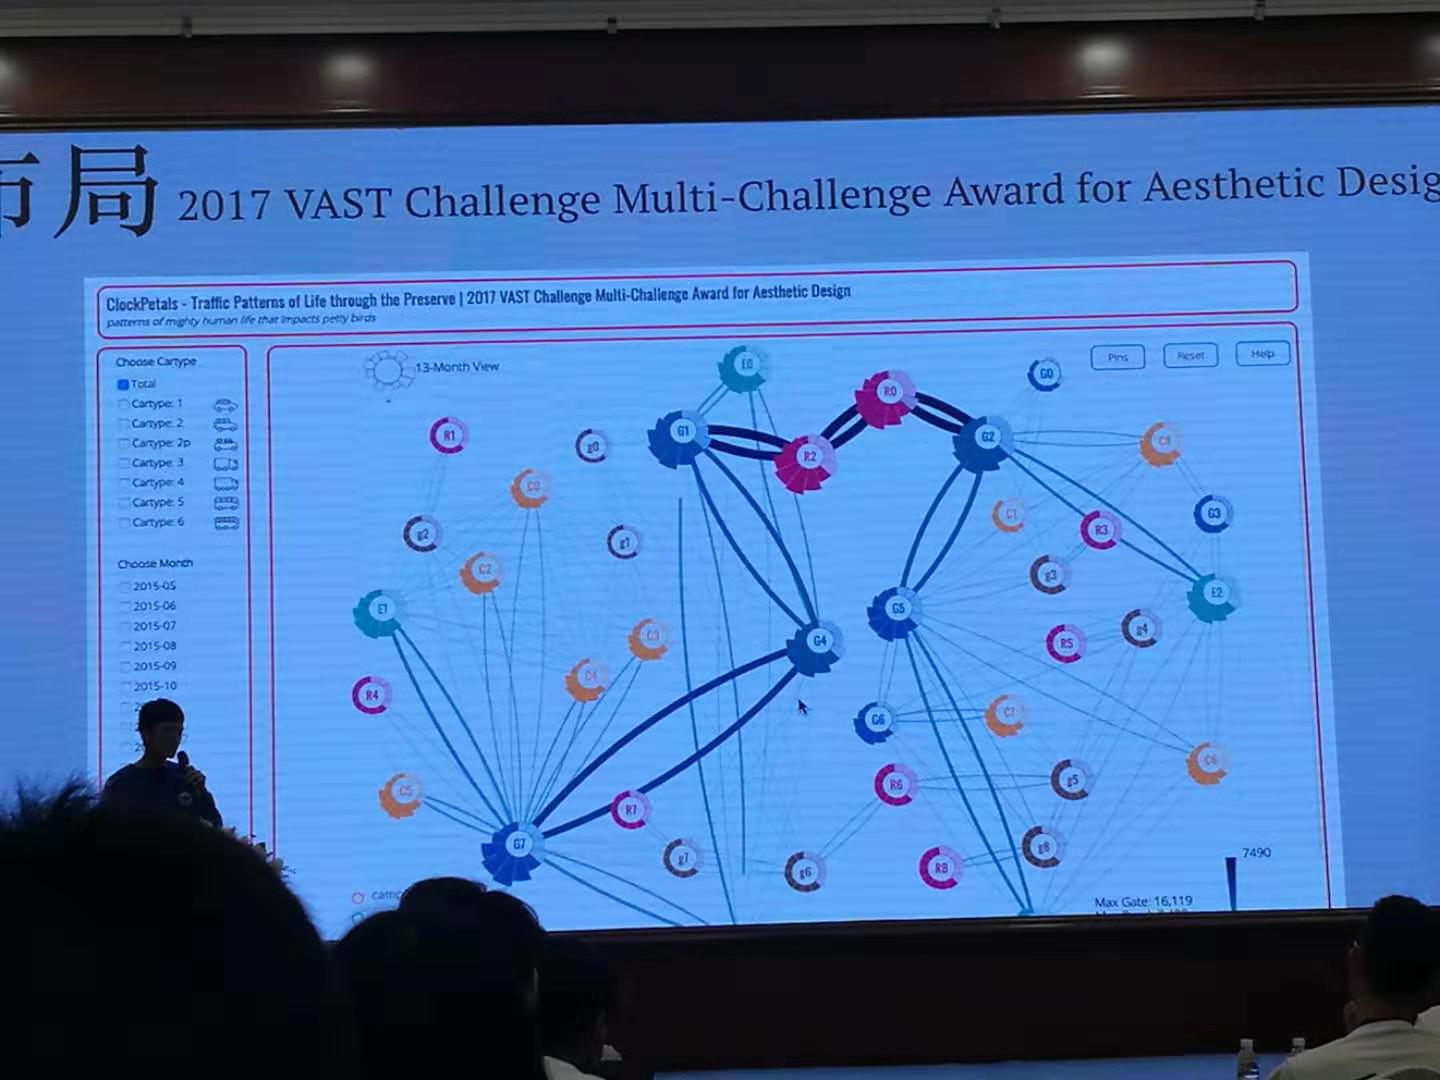 布局 2017 VAST Challenge Multi-Challenge Award for Aesthetic Desig
ClockPetals - Traffic Patterns of Life through the Preserve | 2017 VAST Challenge Multi-Challenge Award for Aesthetic Design
patterns of mighty human life that impacts petty birds
Choose Cartype
Total
Cartype: 1
Cartype: 2
Cartype: 2p
Cartype: 3
Cartype: 4
Cartype: 5
Cartype: 6
Choose Month
2015-05
2015-06
2015-07
2015-08
2015-09
2015-10
13-Month View
Pins Reset Help
E0
R0
G0
R1
g0
G1
R2
G2
C0
g2
g1
C2
C1
R3
G3
g3
E1
G5
E2
C3
G4
R5
g4
C4
R4
G6
C7
C6
C5
R6
g5
R7
G7
g7
g6
R8
g8
7490
Max Gate: 16,119